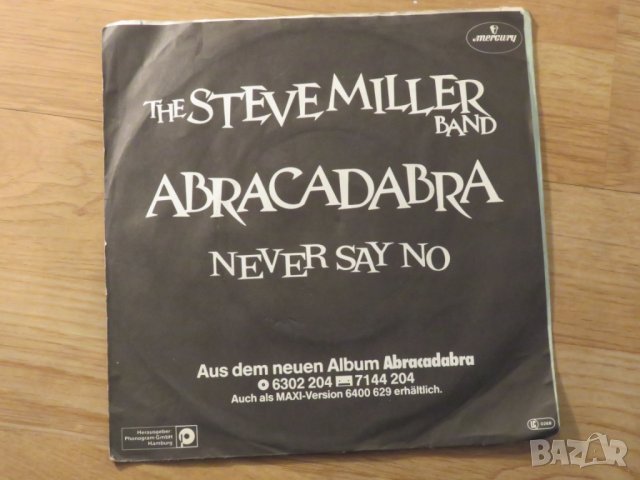 mercury
THE STEVE MILLER
BAND
ABRACADABRA
NEVER SAY NO
Aus dem neuen Album Abracadabra
6302 204 7144 204
Auch als MAXI-Version 6400 629 erhältlich.
Herausgeber
Phonogram GmbH
Hamburg
BAZAR